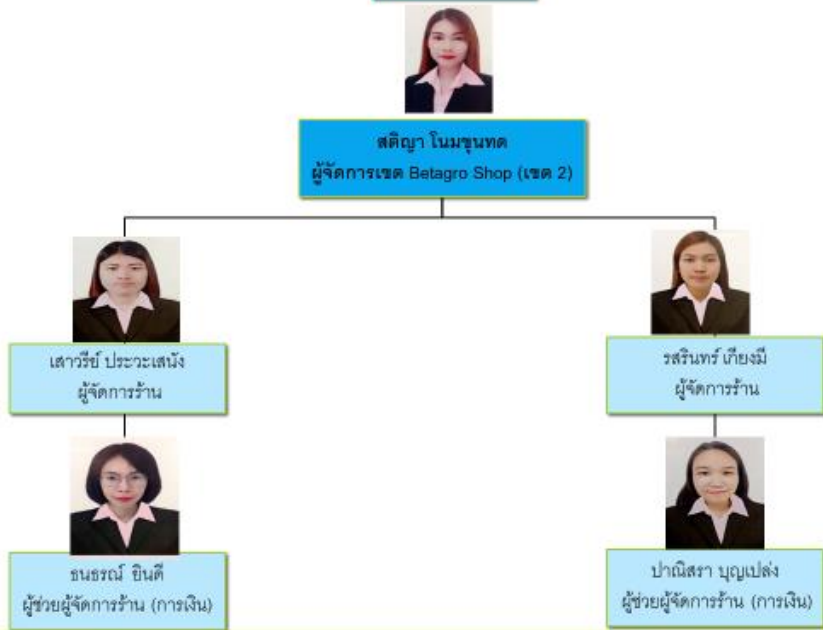 สติญา โนมขุนทด
ผู้จัดการเขต Betagro Shop (เขต 2)
เสาวรีย์ ประวะเสนัง
ผู้จัดการร้าน
รสรินทร์ เกียงมี
ผู้จัดการร้าน
ธนธรณ์ ยินดี
ผู้ช่วยผู้จัดการร้าน (การเงิน)
ปาณิสรา บุญเปล่ง
ผู้ช่วยผู้จัดการร้าน (การเงิน)